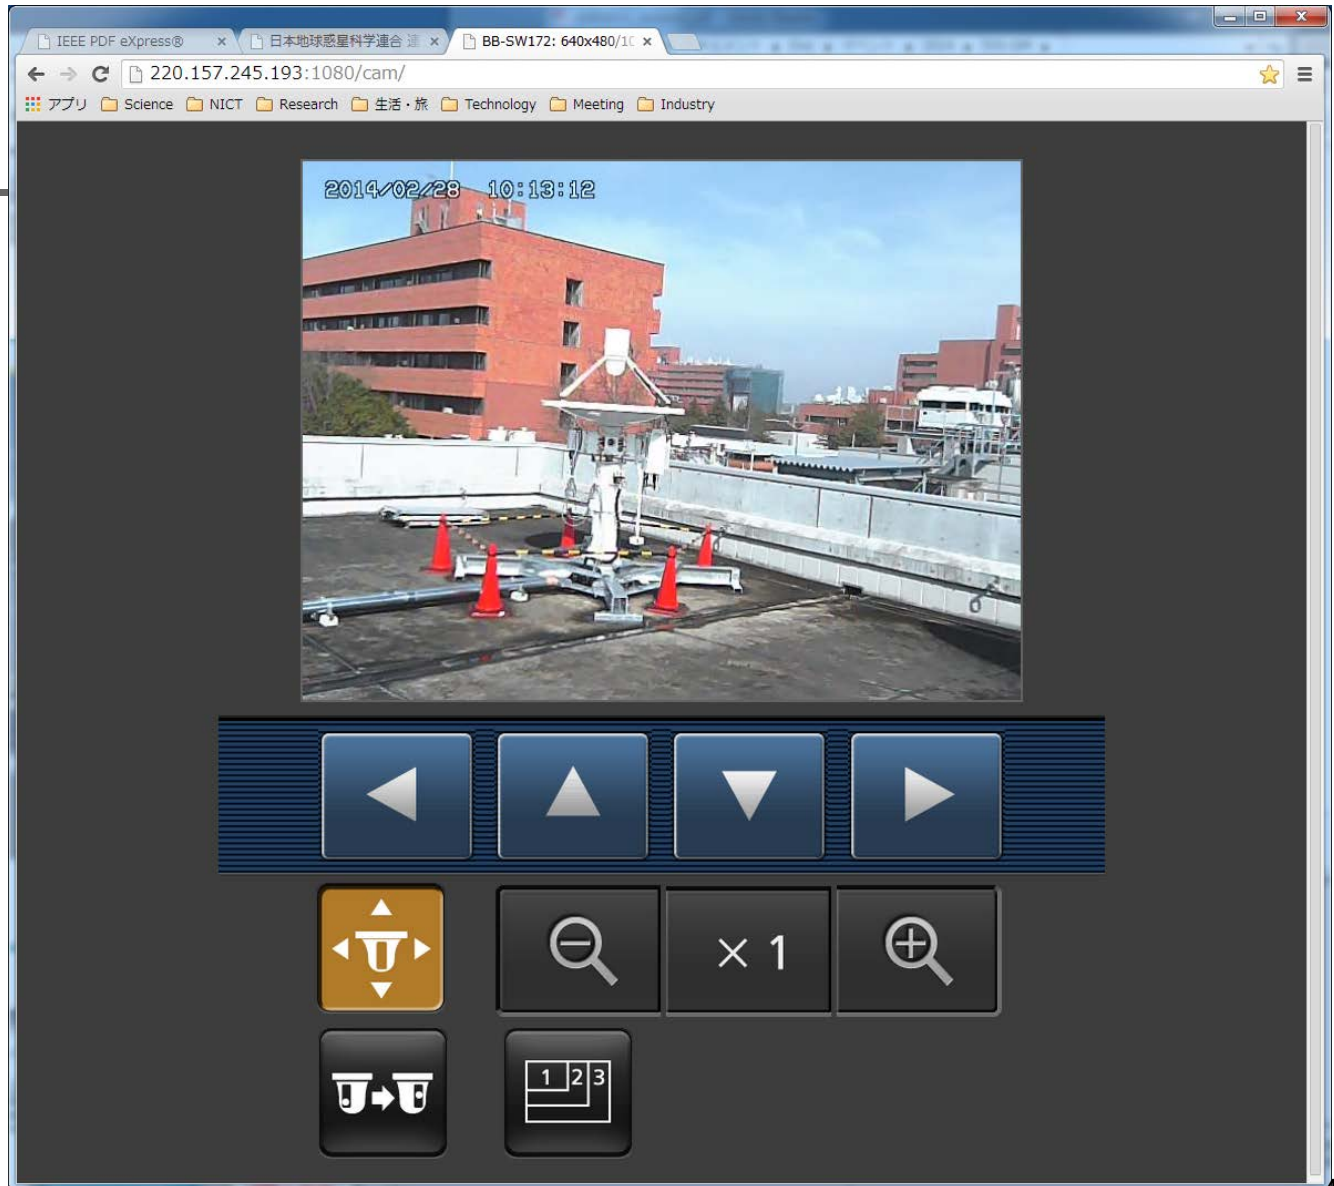 IEEE PDF eXpress®
日本地球惑星科学連合
BB-SW172: 640x480/10
220.157.245.193:1080/cam/
アプリ Science NICT Research 生活・旅 Technology Meeting Industry
2014/02/28 10:13:12
× 1
1 2 3